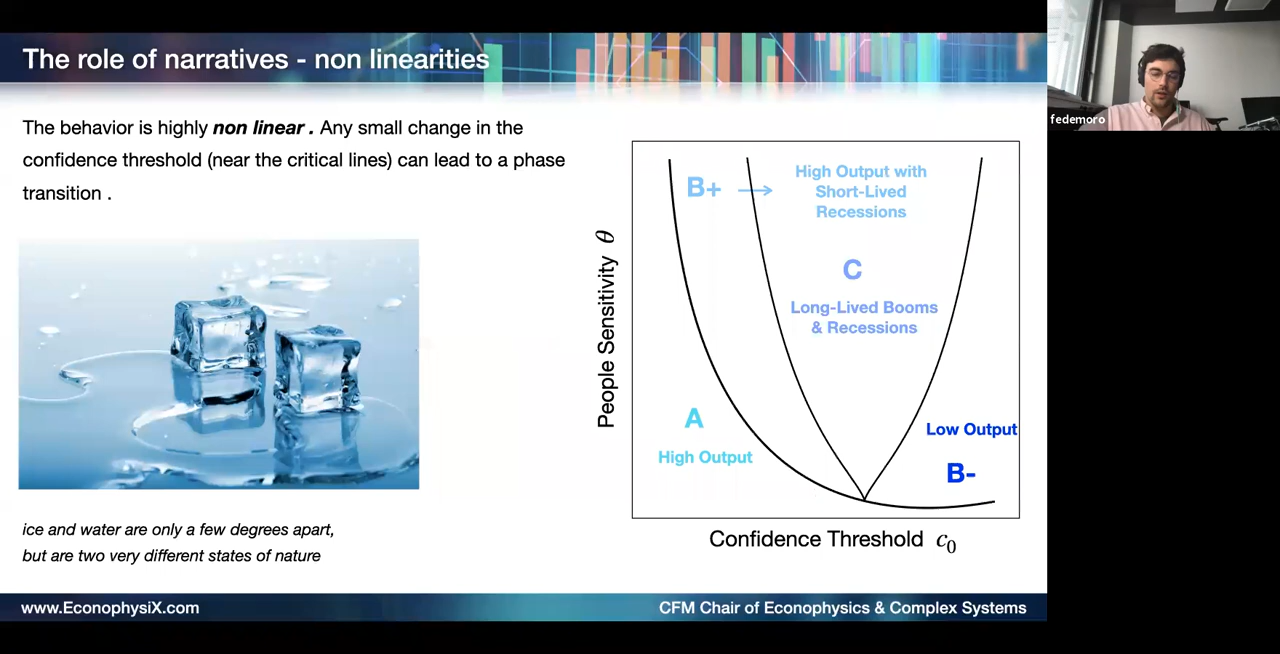 The role of narratives - non linearities
fedemoro
The behavior is highly non linear . Any small change in the
confidence threshold (near the critical lines) can lead to a phase
transition .
People Sensitivity θ
B+
High Output with
Short-Lived
Recessions
C
Long-Lived Booms
& Recessions
A
High Output
Low Output
B-
Confidence Threshold c₀
ice and water are only a few degrees apart,
but are two very different states of nature
www.EconophysiX.com
CFM Chair of Econophysics & Complex Systems